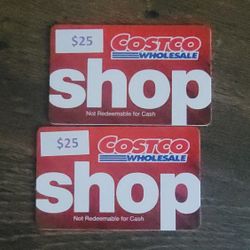 $25
COSTCO
WHOLESALE
shop
Not Redeemable for Cash
$25
COSTCO
WHOLESALE
shop
Not Redeemable for Cash